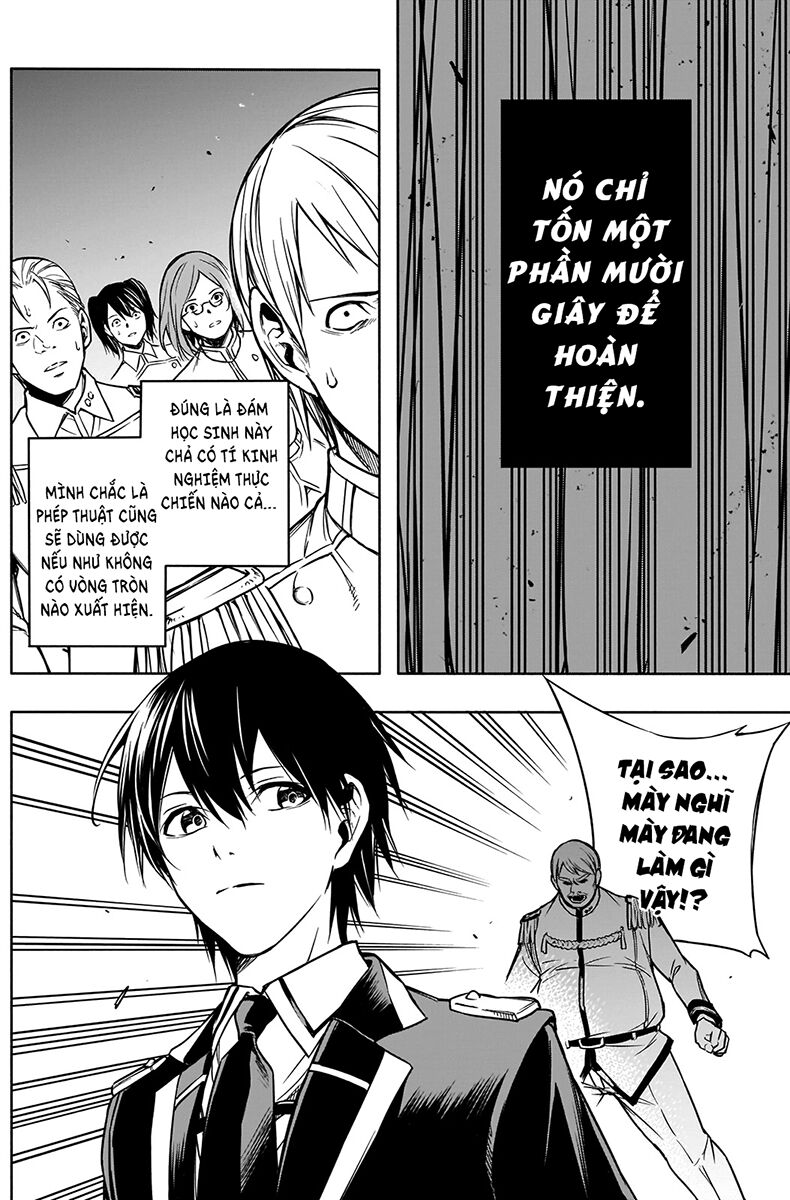 NÓ CHỈ
TỐN MỘT
PHẦN MƯỜI
GIÂY ĐỂ
HOÀN
THIỆN.
ĐÚNG LÀ ĐÁM
HỌC SINH NÀY
CHẢ CÓ TÍ KINH
NGHIỆM THỰC
CHIẾN NÀO CẢ...
MÌNH CHẮC LÀ
PHÉP THUẬT CŨNG
SẼ DÙNG ĐƯỢC
NẾU NHƯ KHÔNG
CÓ VÒNG TRÒN
NÀO XUẤT HIỆN.
TẠI SAO...
MÀY NGHĨ
MÀY ĐANG
LÀM GÌ
VẬY!?